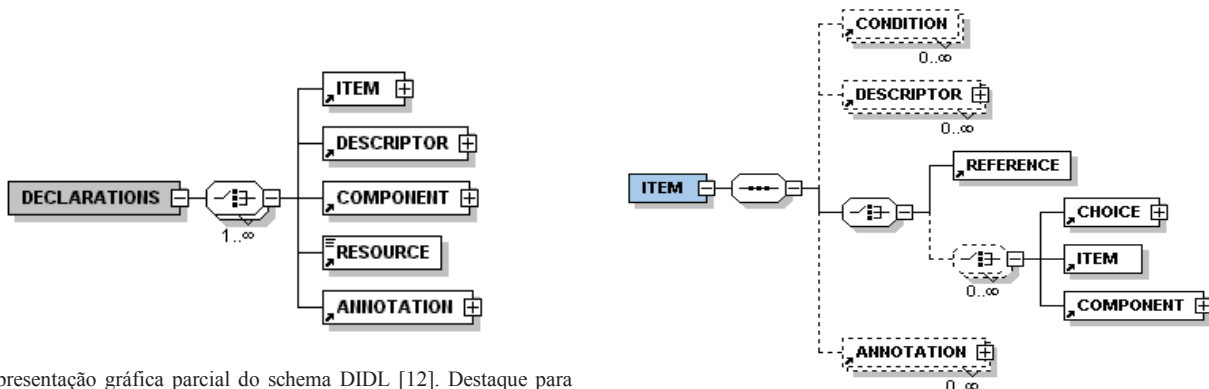 DECLARATIONS
1..∞
ITEM
DESCRIPTOR
COMPONENT
RESOURCE
ANNOTATION
presentação gráfica parcial do schema DIDL [12]. Destaque para
ITEM
CONDITION
0..∞
DESCRIPTOR
0..∞
REFERENCE
0..∞
CHOICE
ITEM
COMPONENT
ANNOTATION
0..∞